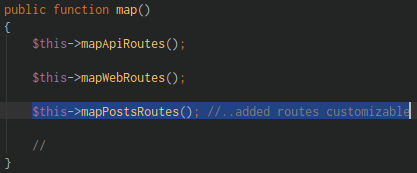 public function map()
{
$this->mapApiRoutes();
$this->mapWebRoutes();
$this->mapPostsRoutes(); //..added routes customizable
//
}